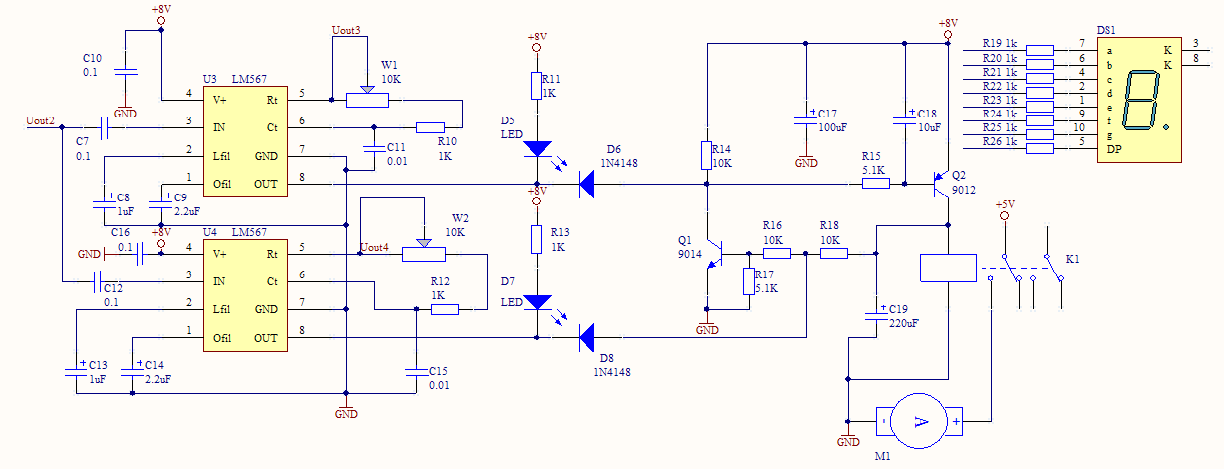 +8V
Uout3
+8V
+8V
DS1
C10
0.1
GND
W1
10K
U3 LM567
4 V+ Rt 5
3 IN Ct 6
2 Lfil GND 7
1 Ofil OUT 8
Uout2
C7
0.1
C8
1uF
C9
2.2uF
C11
0.01
R10
1K
R11
1K
D5
LED
D6
1N4148
R14
10K
C17
100uF
GND
C18
10uF
R15
5.1K
Q2
9012
R19 1k 7 a K 3
R20 1k 6 b K 8
R21 1k 4 c
R22 1k 2 d
R23 1k 1 e
R24 1k 9 f
R25 1k 10 g
R26 1k 5 DP
C16
0.1
GND
+8V
U4 LM567
4 V+ Rt 5
3 IN Ct 6
2 Lfil GND 7
1 Ofil OUT 8
C12
0.1
C13
1uF
C14
2.2uF
Uout4
W2
10K
R12
1K
C15
0.01
GND
+8V
R13
1K
D7
LED
D8
1N4148
Q1
9014
R16
10K
R17
5.1K
R18
10K
GND
C19
220uF
+5V
K1
GND
- A +
M1